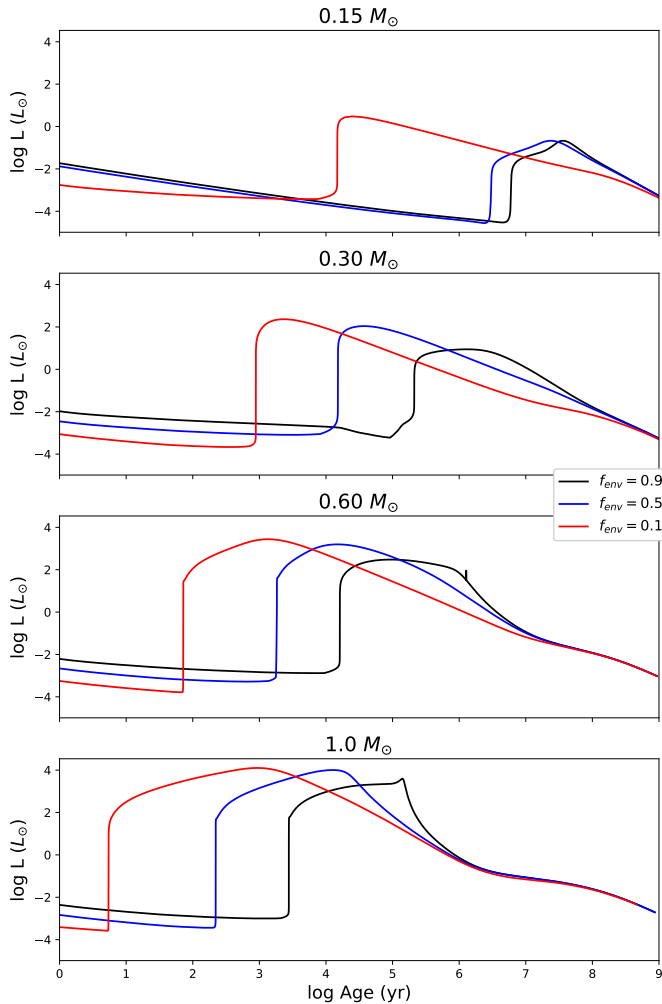 0.15 M⊙
4
2
0
−2
−4
log L (L⊙)
0.30 M⊙
4
2
0
−2
−4
log L (L⊙)
f_env = 0.9
f_env = 0.5
f_env = 0.1
0.60 M⊙
4
2
0
−2
−4
log L (L⊙)
1.0 M⊙
4
2
0
−2
−4
log L (L⊙)
0 1 2 3 4 5 6 7 8 9
log Age (yr)